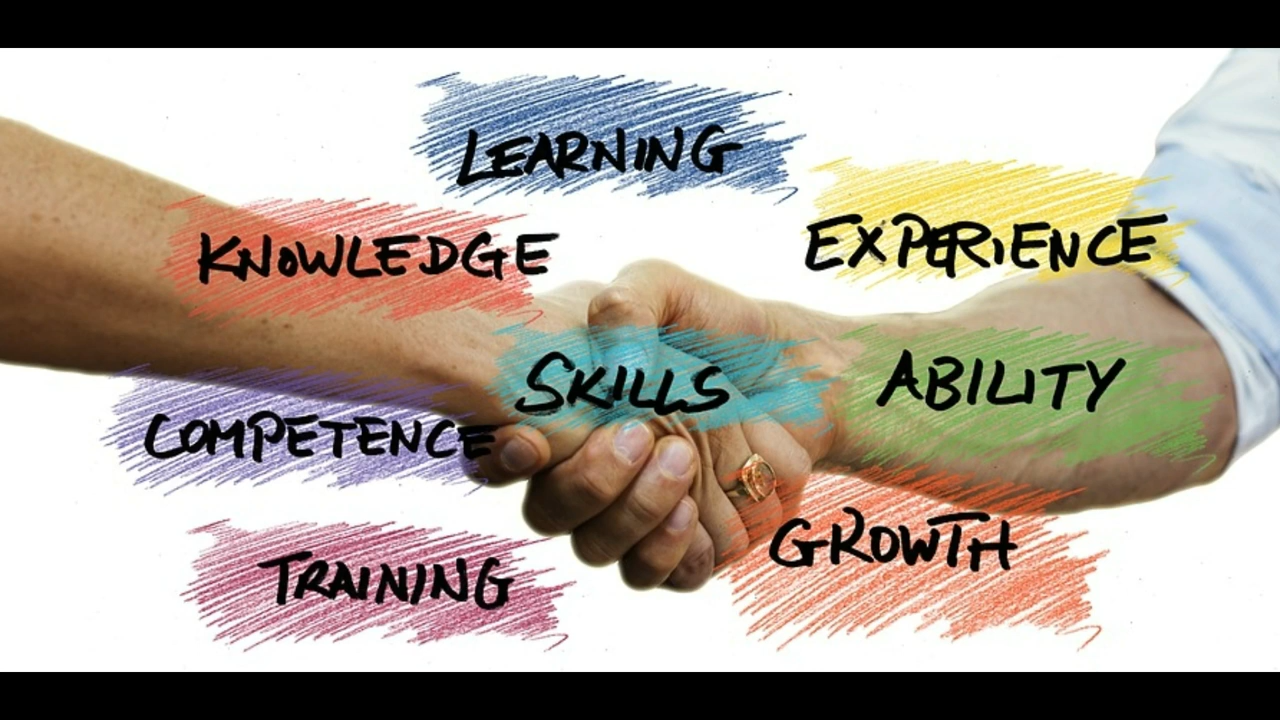 LEARNING
KNOWLEDGE
EXPERIENCE
SKILLS
ABILITY
COMPETENCE
GROWTH
TRAINING